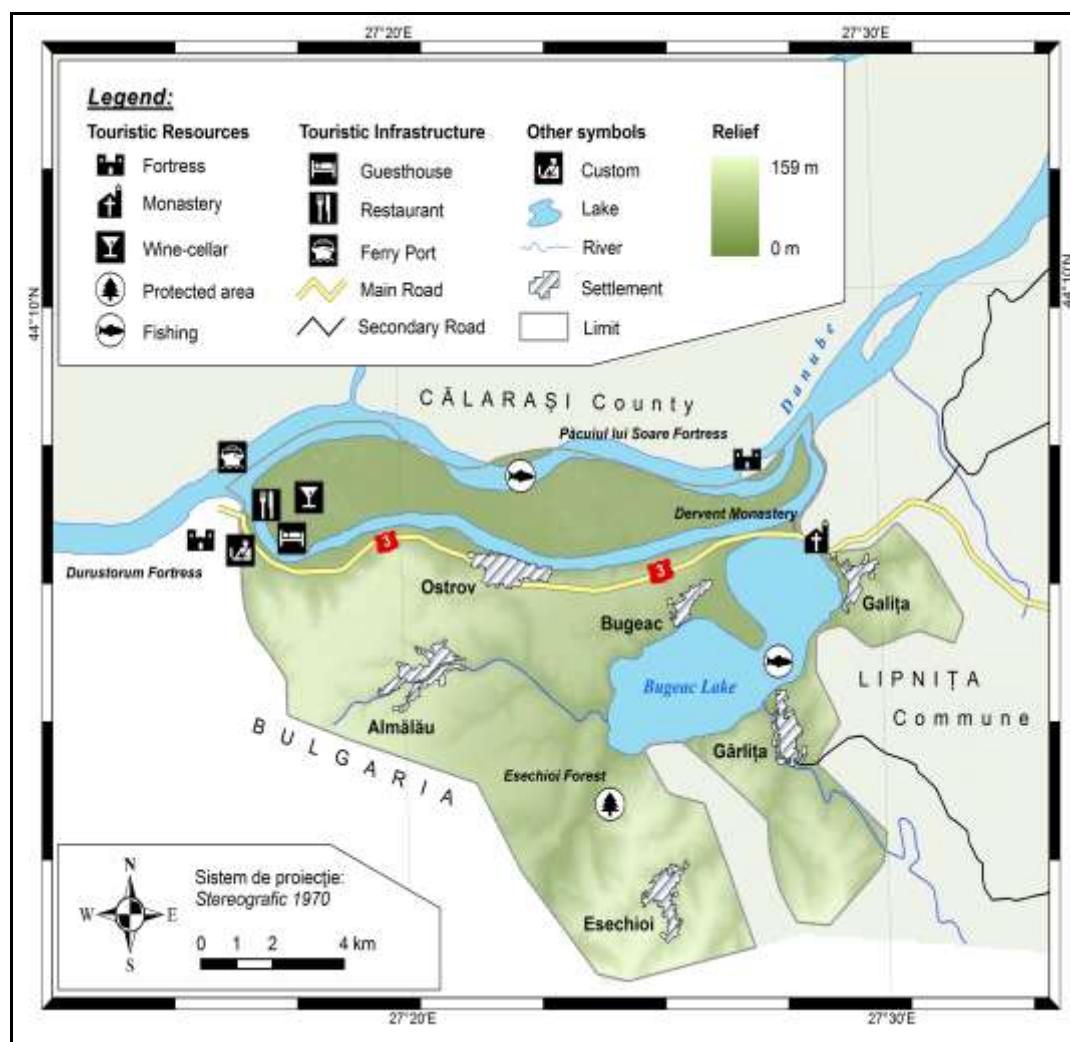 27°20'E
27°30'E
Legend:
Touristic Resources
Fortress
Monastery
Wine-cellar
Protected area
Fishing
Touristic Infrastructure
Guesthouse
Restaurant
Ferry Port
Main Road
Secondary Road
Other symbols
Custom
Lake
River
Settlement
Limit
Relief
159 m
0 m
44°10'N
44°10'N
Danube
CĂLARAȘI County
Păcuiul lui Soare Fortress
Dervent Monastery
Durustorum Fortress
3
3
Ostrov
Bugeac
Galița
Bugeac Lake
LIPNIȚA
Commune
Almălău
BULGARIA
Gârlița
Esechioi Forest
Esechioi
N
W
E
S
Sistem de proiecție:
Stereografic 1970
0 1 2 4 km
27°20'E
27°30'E